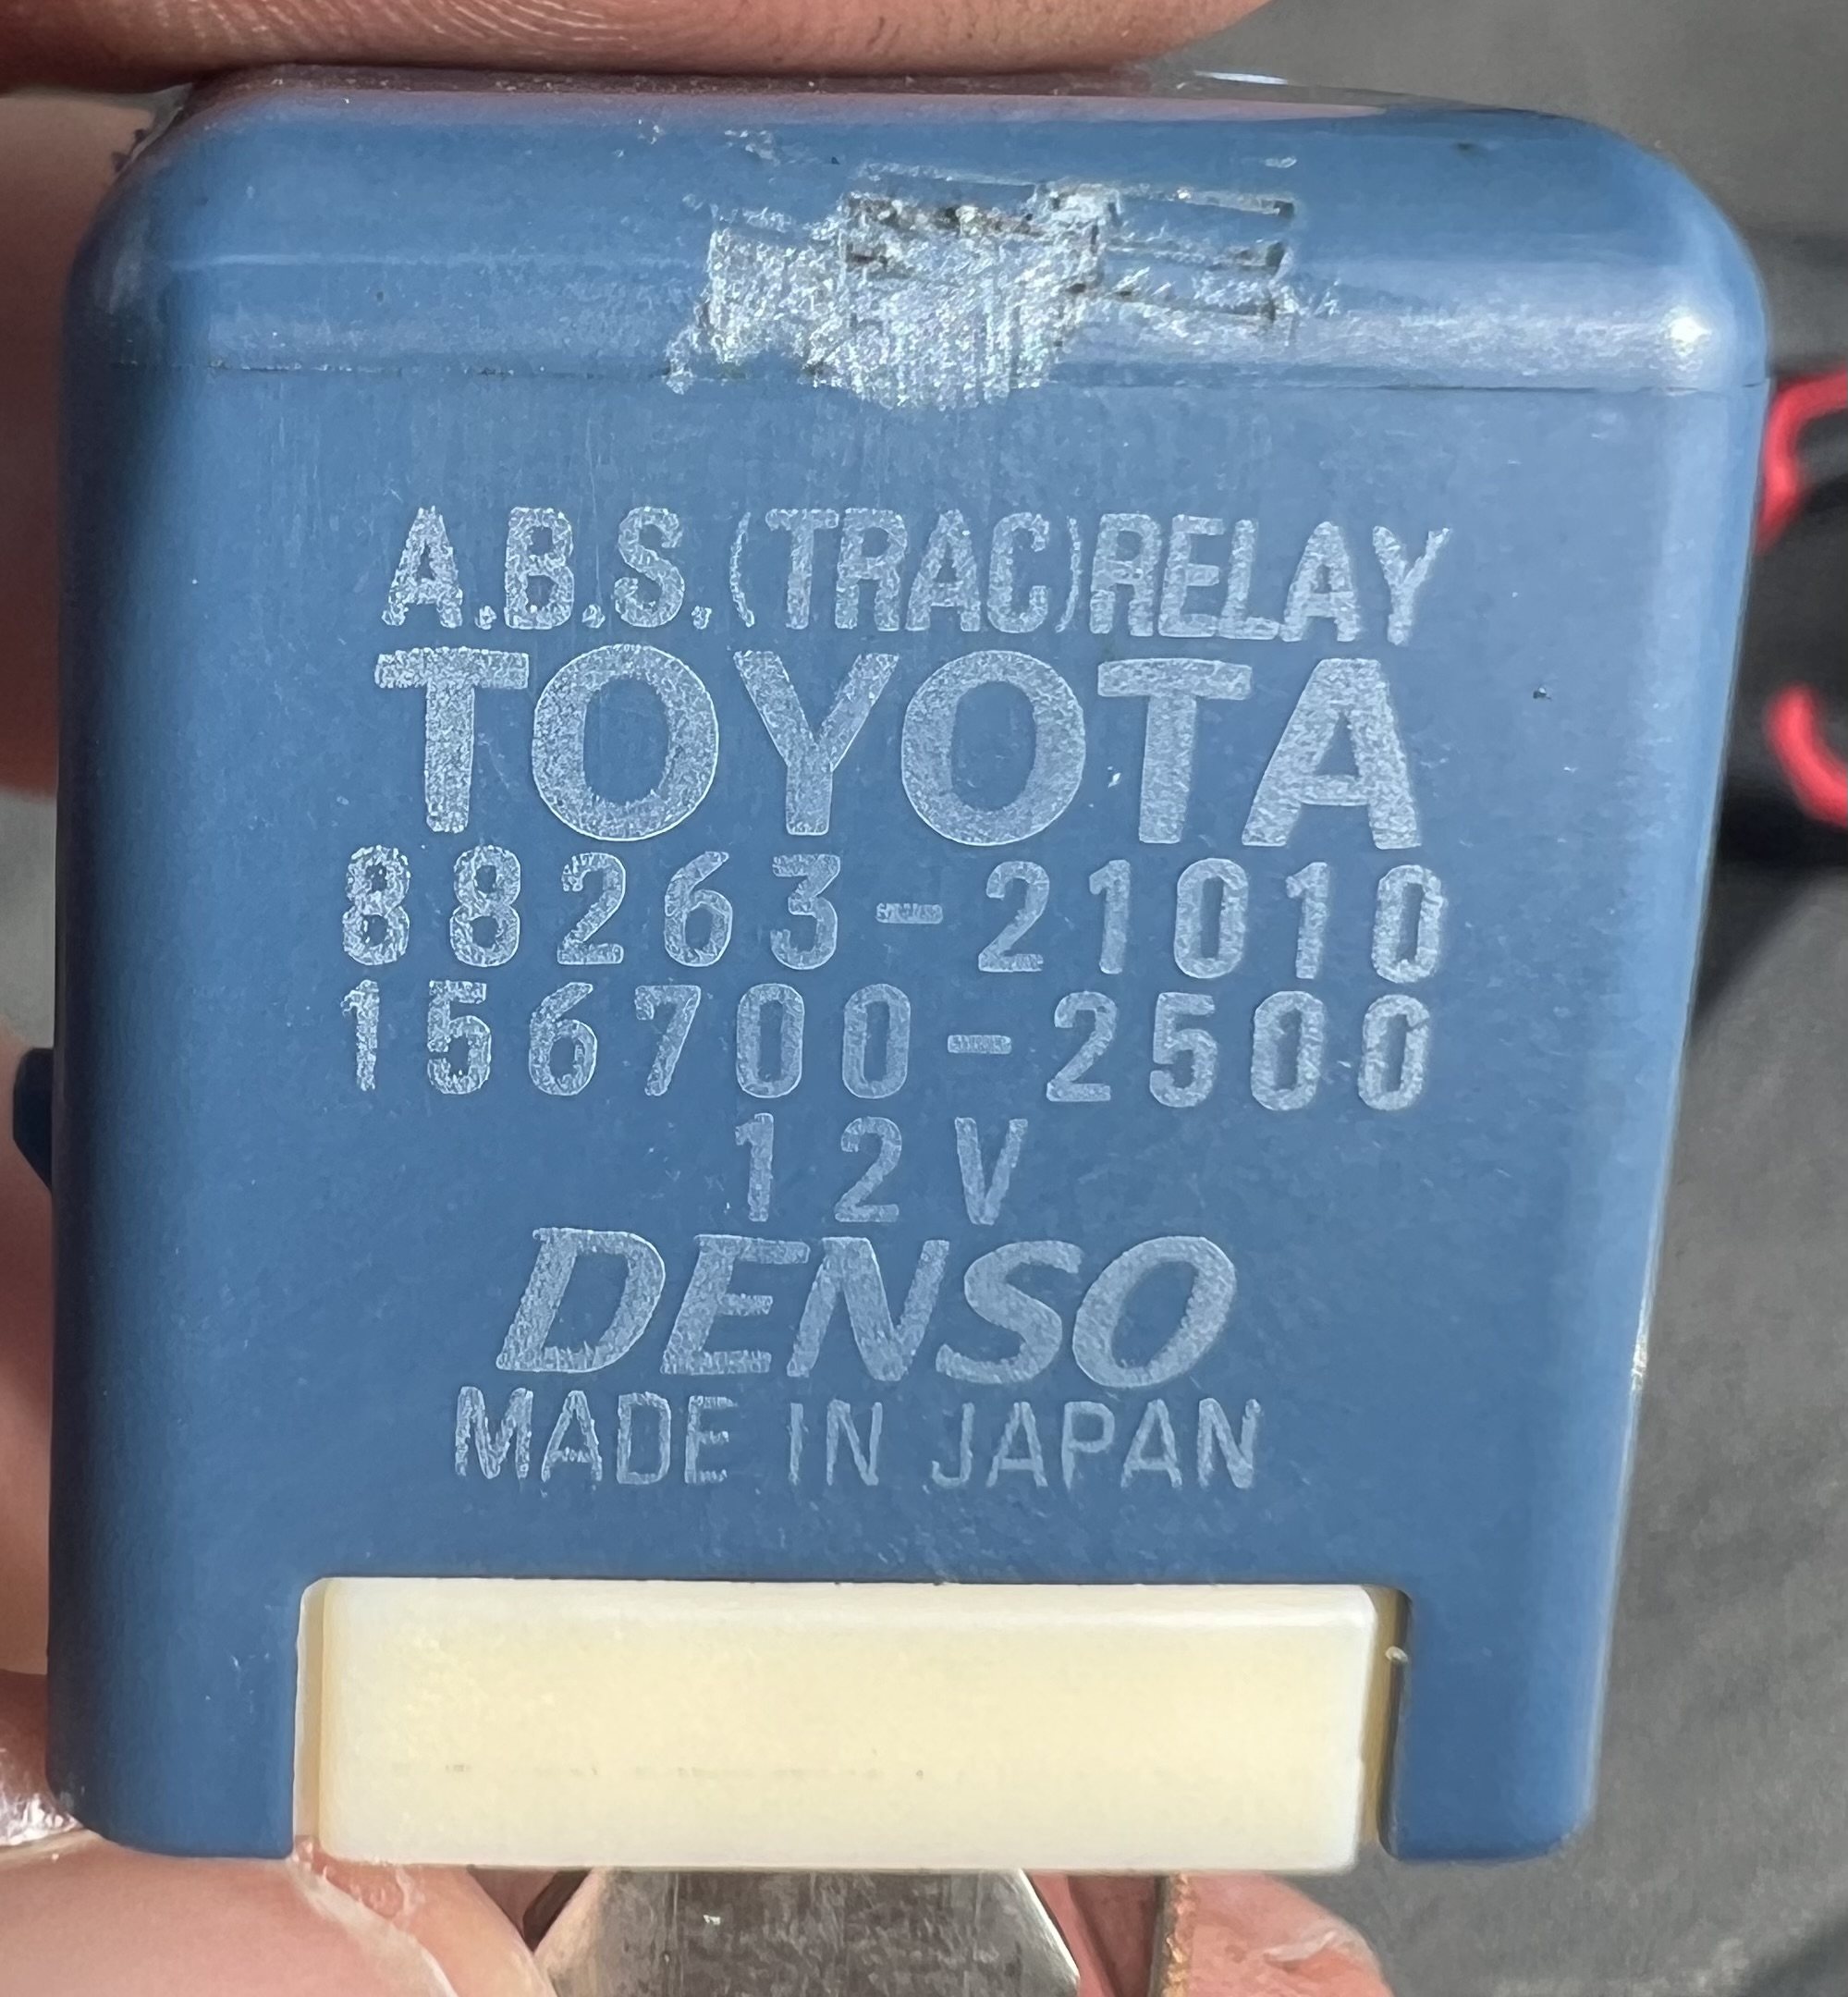 A.B.S.(TRAC)RELAY
TOYOTA
88263-21010
156700-2500
12V
DENSO
MADE IN JAPAN